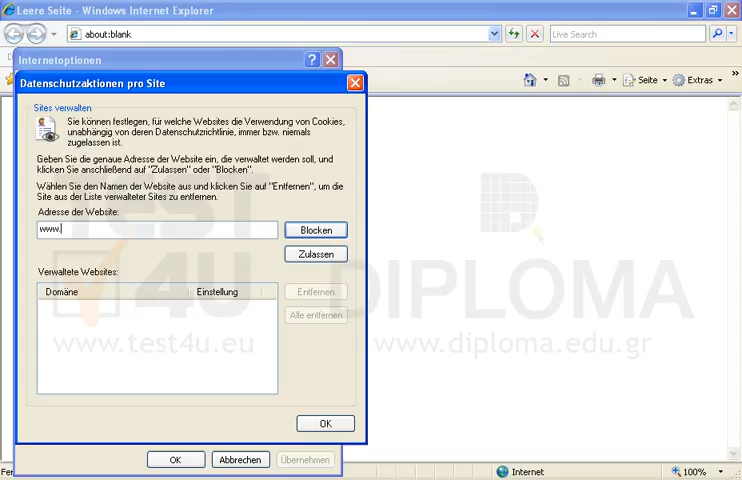 Leere Seite - Windows Internet Explorer
about:blank
Live Search
Internetoptionen
Datenschutzaktionen pro Site
Seite
Extras
Sites verwalten
Sie können festlegen, für welche Websites die Verwendung von Cookies,
unabhängig von deren Datenschutzrichtlinie, immer bzw. niemals
zugelassen ist.
Geben Sie die genaue Adresse der Website ein, die verwaltet werden soll, und
klicken Sie anschließend auf "Zulassen" oder "Blocken".
Wählen Sie den Namen der Website aus und klicken Sie auf "Entfernen", um die
Site aus der Liste verwalteter Sites zu entfernen.
Adresse der Website:
www.
Blocken
Zulassen
Verwaltete Websites:
Domäne
Einstellung
Entfernen
Alle entfernen
TEST
4U
DIPLOMA
www.test4u.eu
www.diploma.edu.gr
OK
OK
Abbrechen
Übernehmen
Fer
Internet
100%